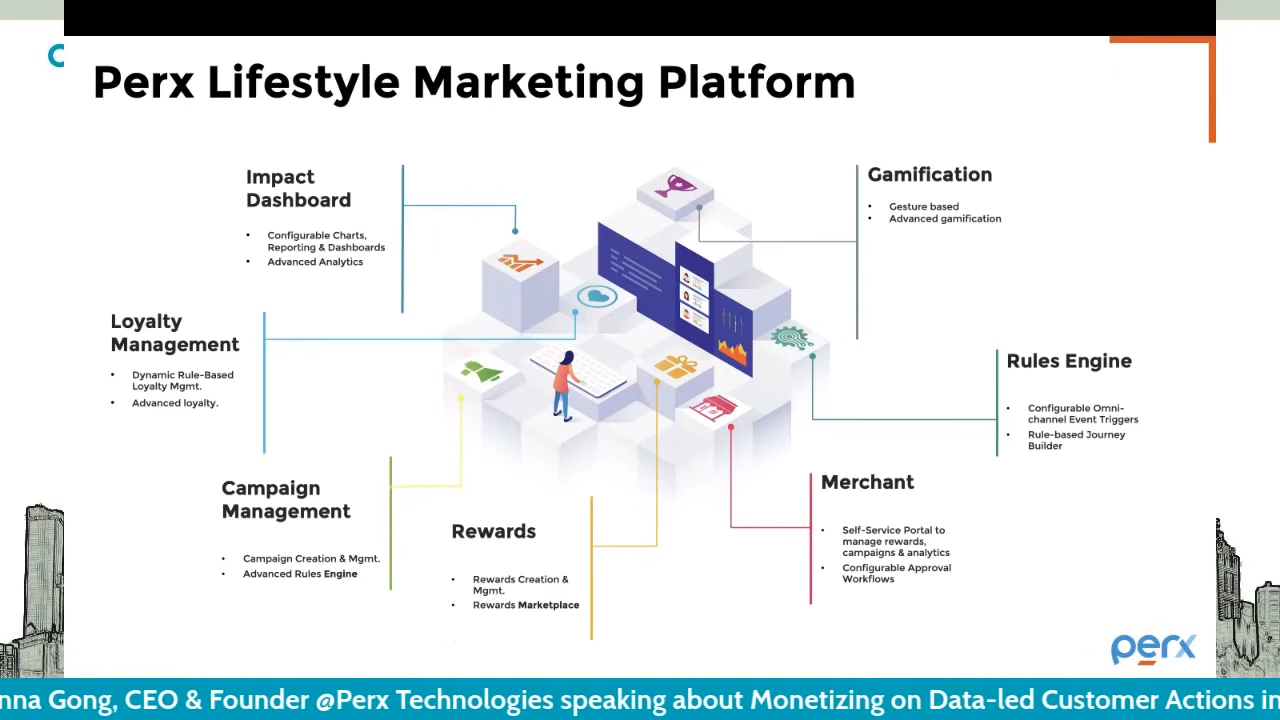 Perx Lifestyle Marketing Platform
Impact
Dashboard
• Configurable Charts,
Reporting & Dashboards
• Advanced Analytics
Gamification
• Gesture based
• Advanced gamification
Loyalty
Management
• Dynamic Rule-Based
Loyalty Mgmt.
• Advanced loyalty.
Rules Engine
• Configurable Omni-
channel Event Triggers
• Rule-based Journey
Builder
Campaign
Management
• Campaign Creation & Mgmt.
• Advanced Rules Engine
Rewards
• Rewards Creation &
Mgmt.
• Rewards Marketplace
Merchant
• Self-Service Portal to
manage rewards,
campaigns & analytics
• Configurable Approval
Workflows
perx
nna Gong, CEO & Founder @Perx Technologies speaking about Monetizing on Data-led Customer Actions in